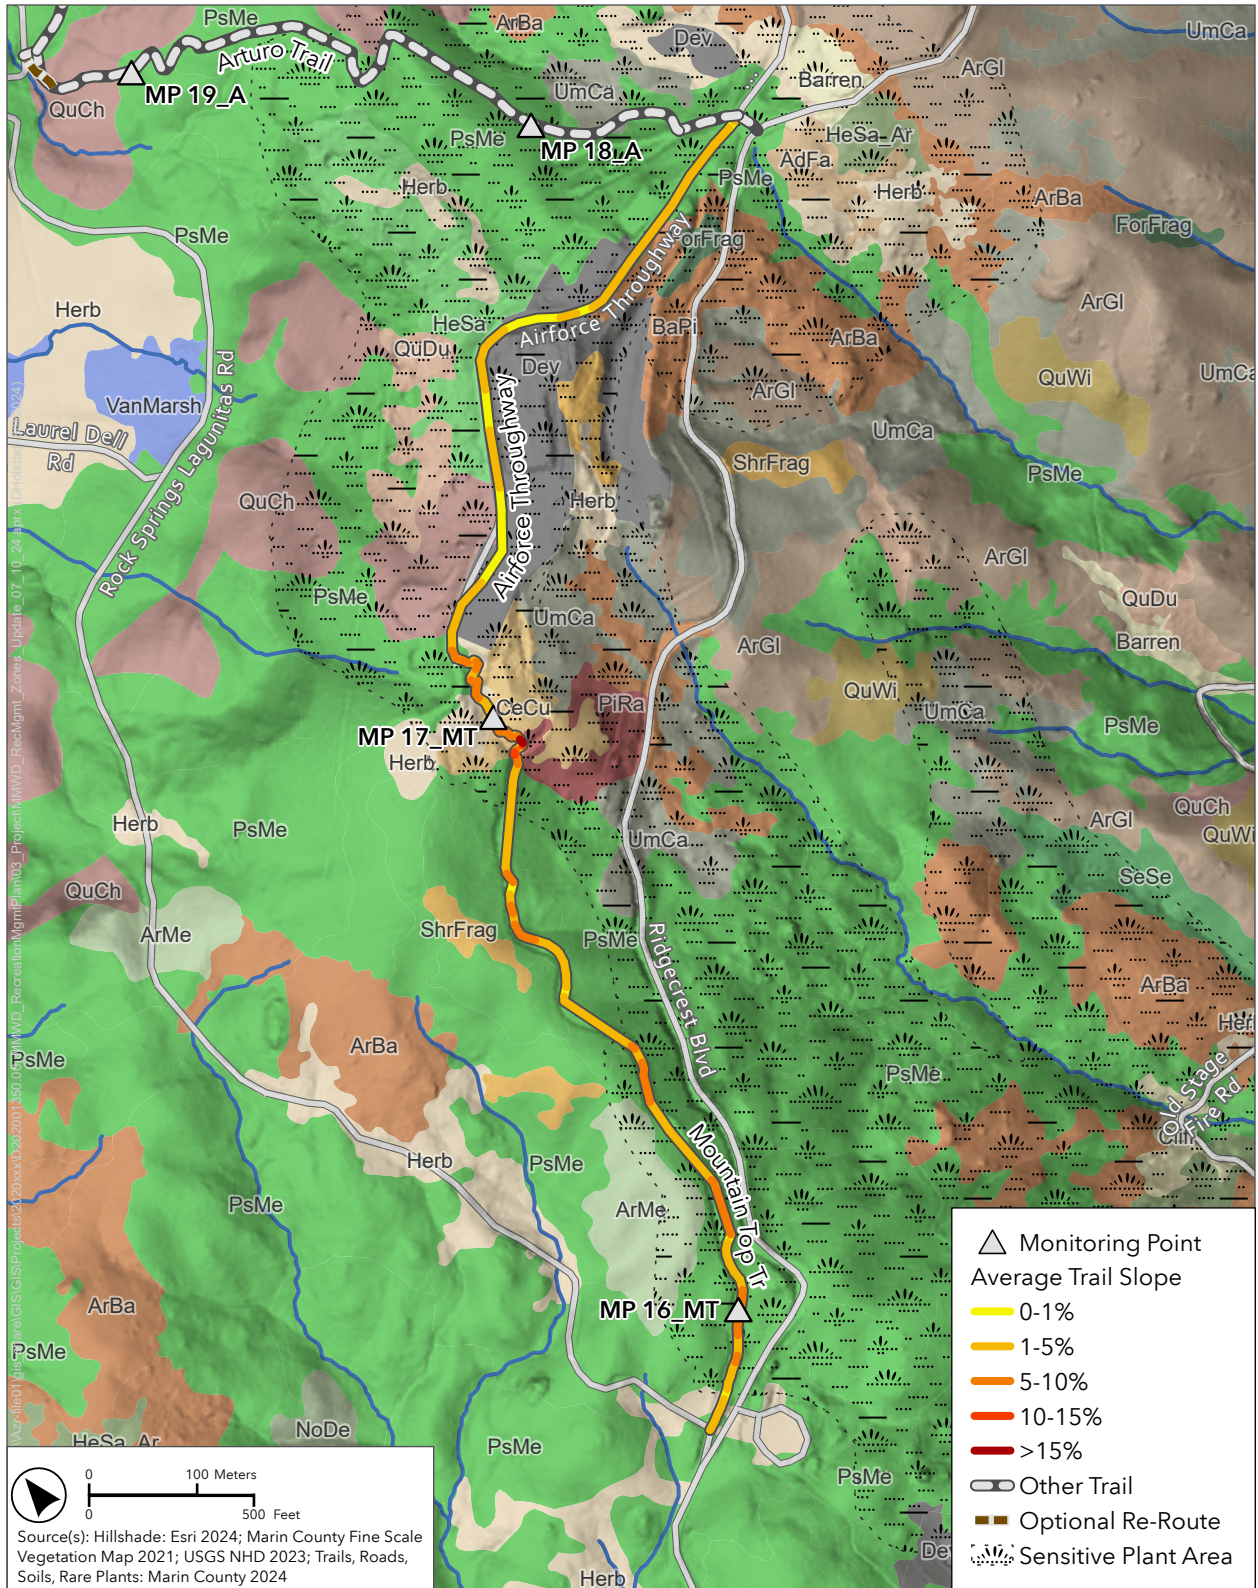 PsMe
ArBa
Dev
UmCa
Arturo Trail
ArGl
Barren
UmCa
MP 19_A
QuCh
PsMe
MP 18_A
HeSa_Ar
AdFa
PsMe
Herb
Herb
ArBa
ForFrag
PsMe
orFrag
Airforce Throughway
Herb
HeSa
QuDu
Dev
BaPi
ArBa
ArGl
ArGl
QuWi
UmCa
VanMarsh
Laurel Dell
Rd
Rock Springs Lagunitas Rd
Airforce Throughway
UmCa
ShrFrag
PsMe
QuCh
Herb
ArGl
PsMe
UmCa
QuDu
Barren
ArGl
QuWi
UmCa
PsMe
CeCu
PiRa
MP 17_MT
Herb
Herb
PsMe
UmCa
QuCh
ArGl
QuWi
SeSe
QuCh
ArMe
ShrFrag
PsMe
Ridgecrest Blvd
ArBa
Her
PsMe
ArBa
PsMe
Old Stage
Fire Rd
Cliff
Herb
PsMe
Mountain Top Tr
PsMe
ArMe
ArBa
MP 16_MT
PsMe
NoDe
HeSa_Ar
PsMe
PsMe
De
Herb
Monitoring Point
Average Trail Slope
0-1%
1-5%
5-10%
10-15%
>15%
Other Trail
Optional Re-Route
Sensitive Plant Area
0 100 Meters
0 500 Feet
Source(s): Hillshade: Esri 2024; Marin County Fine Scale
Vegetation Map 2021; USGS NHD 2023; Trails, Roads,
Soils, Rare Plants: Marin County 2024